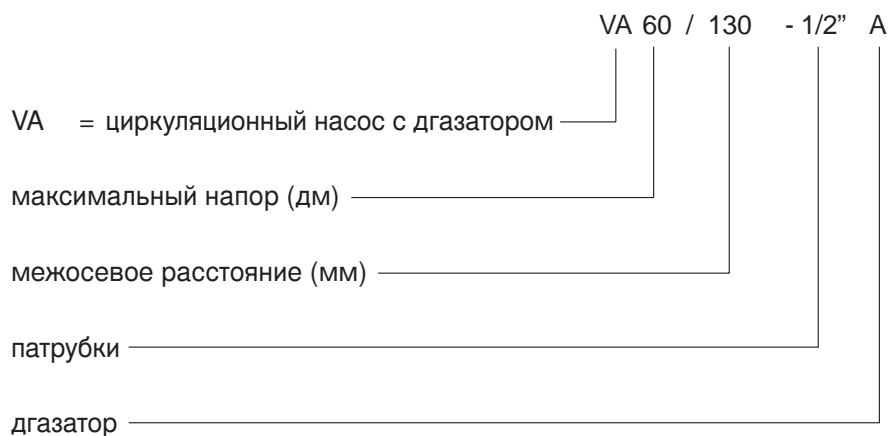 VA 60 / 130 - 1/2” A
VA = циркуляционный насос с дгазатором
максимальный напор (дм)
межосевое расстояние (мм)
патрубки
дгазатор